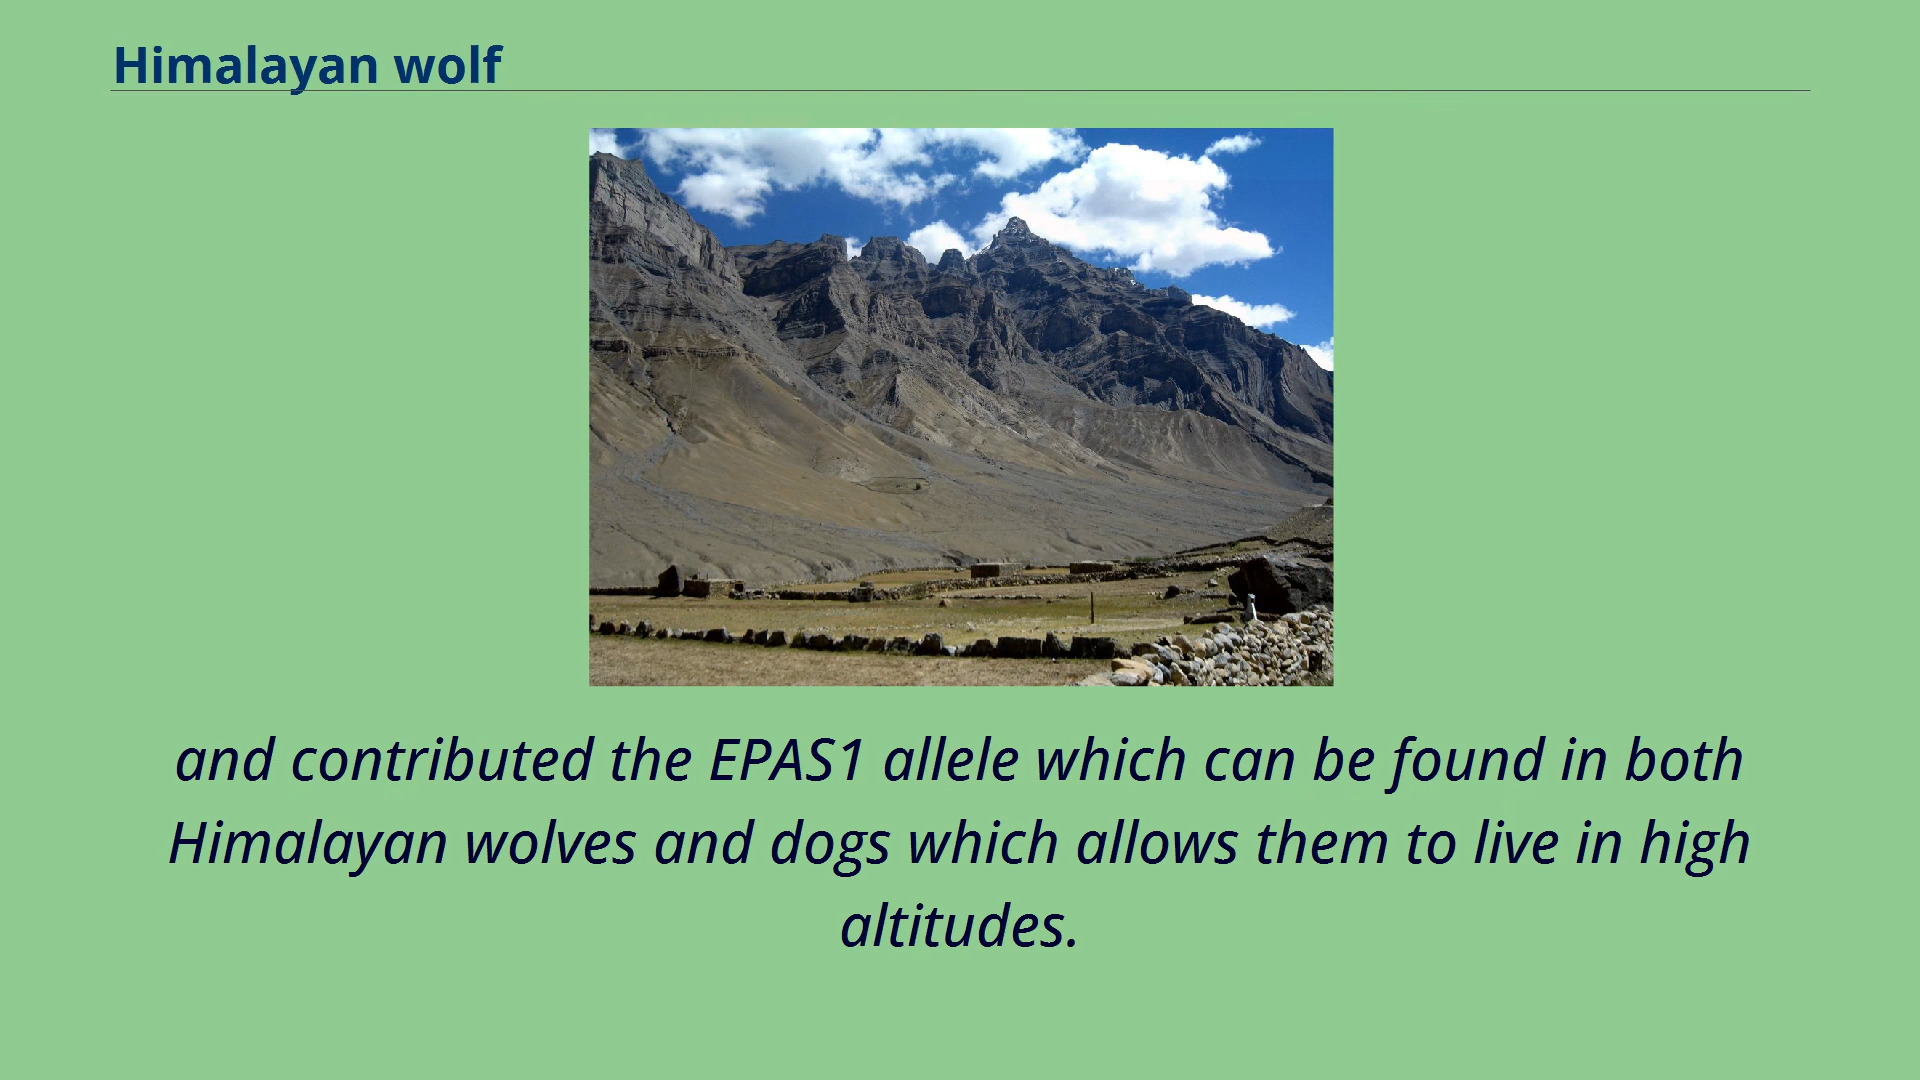 Himalayan wolf
and contributed the EPAS1 allele which can be found in both
Himalayan wolves and dogs which allows them to live in high
altitudes.